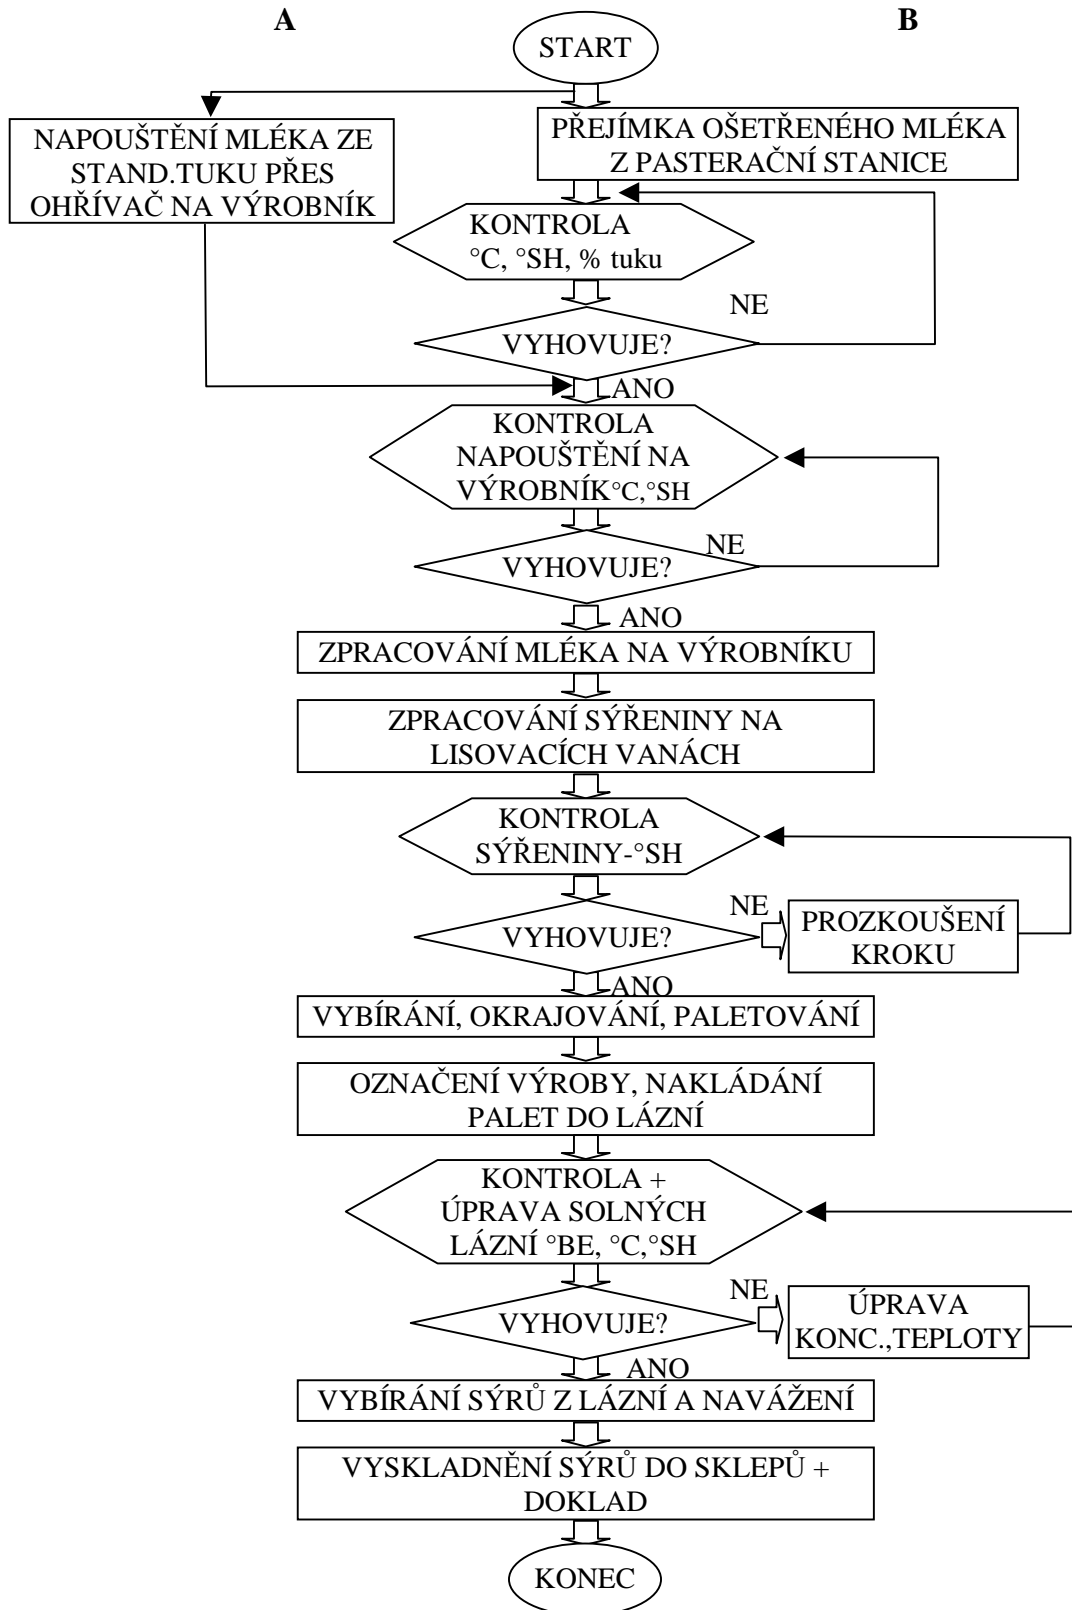 A
B
START
NAPOUŠTĚNÍ MLÉKA ZE
STAND.TUKU PŘES
OHŘÍVAČ NA VÝROBNÍK
PŘEJÍMKA OŠETŘENÉHO MLÉKA
Z PASTERAČNÍ STANICE
KONTROLA
°C, °SH, % tuku
NE
VYHOVUJE?
ANO
KONTROLA
NAPOUŠTĚNÍ NA
VÝROBNÍK°C,°SH
NE
VYHOVUJE?
ANO
ZPRACOVÁNÍ MLÉKA NA VÝROBNÍKU
ZPRACOVÁNÍ SÝŘENINY NA
LISOVACÍCH VANÁCH
KONTROLA
SÝŘENINY-°SH
NE
VYHOVUJE?
PROZKOUŠENÍ
KROKU
ANO
VYBÍRÁNÍ, OKRAJOVÁNÍ, PALETOVÁNÍ
OZNAČENÍ VÝROBY, NAKLÁDÁNÍ
PALET DO LÁZNÍ
KONTROLA +
ÚPRAVA SOLNÝCH
LÁZNÍ °BE, °C,°SH
NE
VYHOVUJE?
ÚPRAVA
KONC.,TEPLOTY
ANO
VYBÍRÁNÍ SÝRŮ Z LÁZNÍ A NAVÁŽENÍ
VYSKLADNĚNÍ SÝRŮ DO SKLEPŮ +
DOKLAD
KONEC